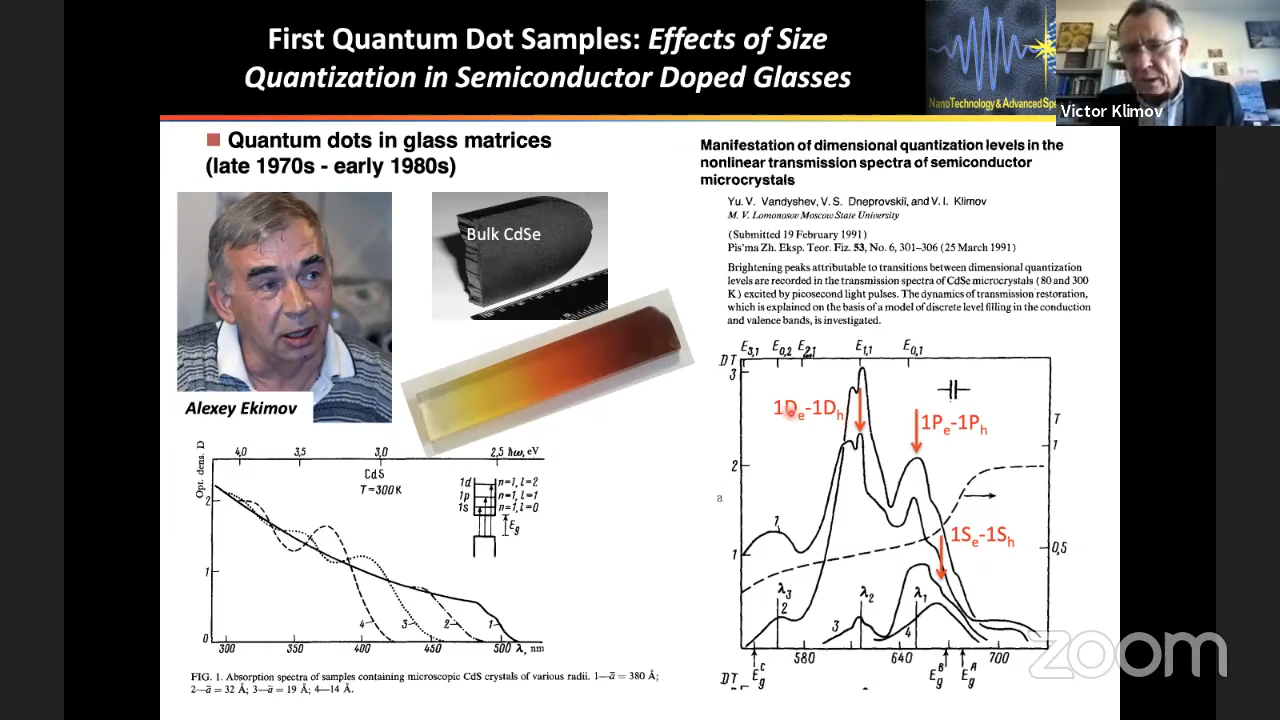 First Quantum Dot Samples: Effects of Size
Quantization in Semiconductor Doped Glasses
NanoTechnology & Advanced Spe
Victor Klimov
Quantum dots in glass matrices
(late 1970s - early 1980s)
Alexey Ekimov
Bulk CdSe
Opt. dens. D
4,0 3,5 3,0 2,5 ħω, eV
CdS
T=300 K
1d n=1, l=2
1p n=1, l=1
1s n=1, l=0
Eg
2
1
0
4 3 2 1
300 350 400 450 500 λ, nm
FIG. 1. Absorption spectra of samples containing microscopic CdS crystals of various radii. 1—a̅ = 380 Å;
2—a̅ = 32 Å; 3—a̅ = 19 Å; 4—14 Å.
Manifestation of dimensional quantization levels in the
nonlinear transmission spectra of semiconductor
microcrystals
Yu. V. Vandyshev, V. S. Dneprovskiĭ, and V. I. Klimov
M. V. Lomonosov Moscow State University
(Submitted 19 February 1991)
Pis'ma Zh. Eksp. Teor. Fiz. 53, No. 6, 301–306 (25 March 1991)
Brightening peaks attributable to transitions between dimensional quantization
levels are recorded in the transmission spectra of CdSe microcrystals (80 and 300
K) excited by picosecond light pulses. The dynamics of transmission restoration,
which is explained on the basis of a model of discrete level filling in the conduction
and valence bands, is investigated.
DT E3,1 E0,2 E2,1 E1,1 E0,1
3
1De-1Dh
1Pe-1Ph
T
1
2
a
1
1Se-1Sh
1
0,5
λ3 λ2 λ1
2 3 4
580 640 700
DT EgC EgB EgA
zoom